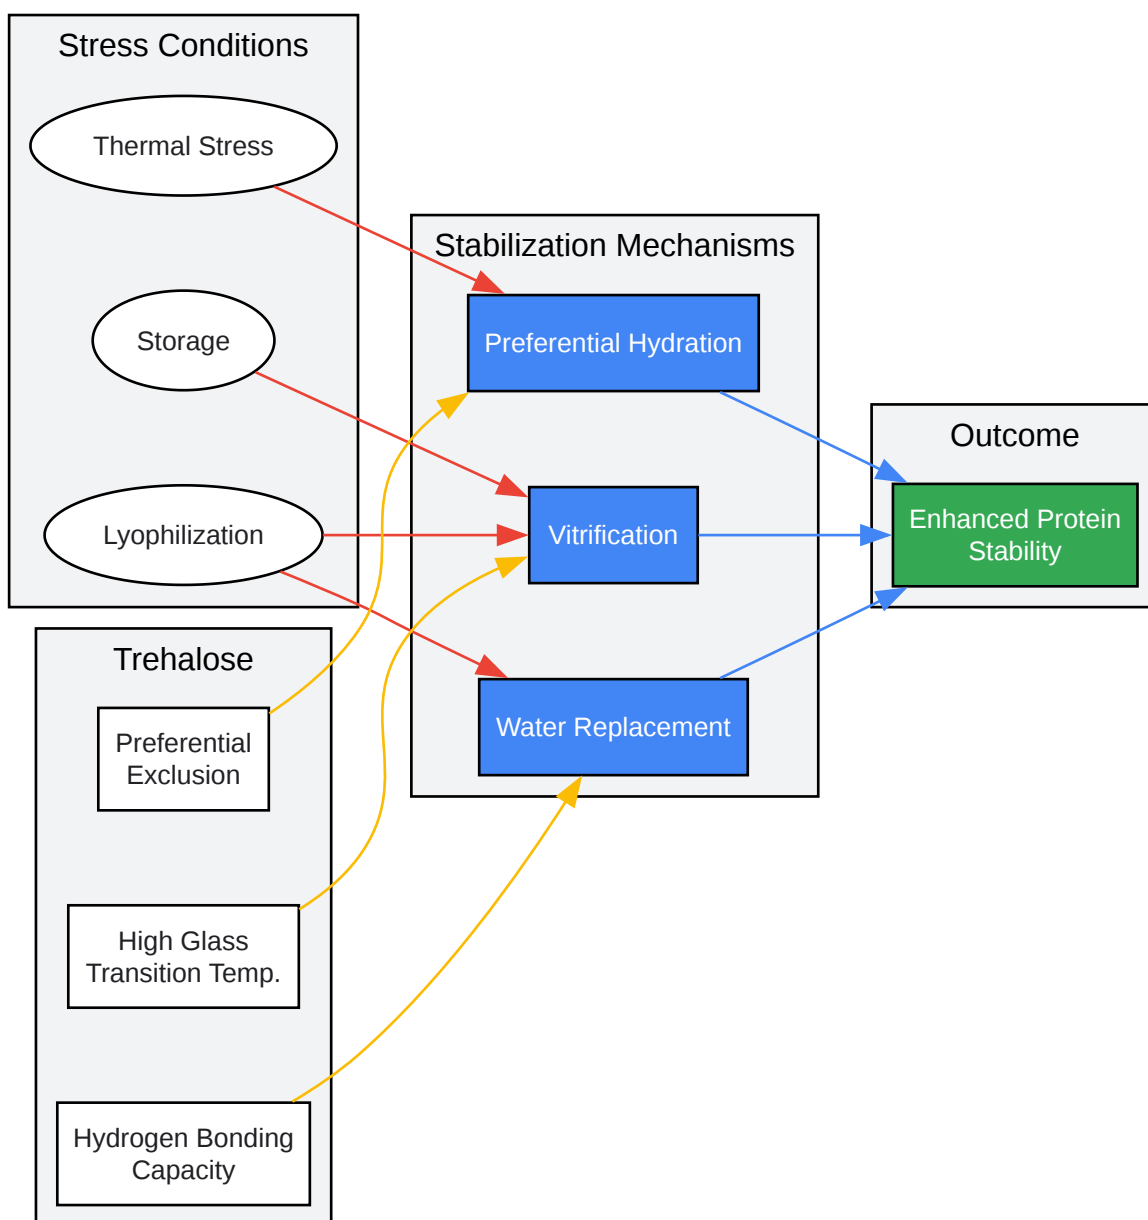 Stress Conditions
Thermal Stress
Storage
Lyophilization
Trehalose
Preferential
Exclusion
High Glass
Transition Temp.
Hydrogen Bonding
Capacity
Stabilization Mechanisms
Preferential Hydration
Vitrification
Water Replacement
Outcome
Enhanced Protein
Stability